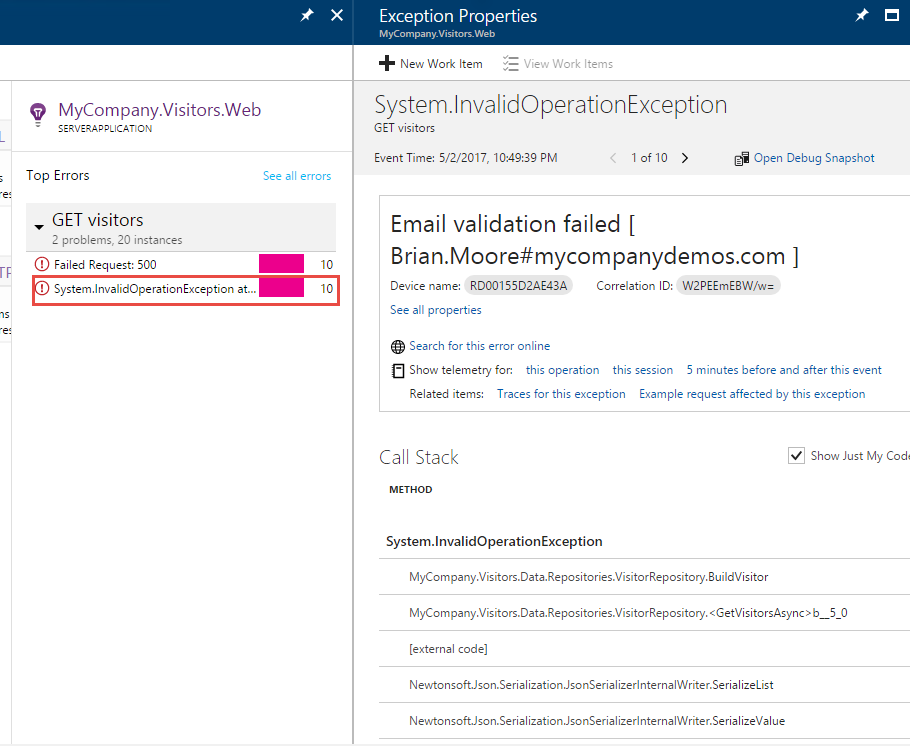 Exception Properties
MyCompany.Visitors.Web
New Work Item
View Work Items
MyCompany.Visitors.Web
SERVERAPPLICATION
Top Errors
See all errors
GET visitors
2 problems, 20 instances
Failed Request: 500
10
System.InvalidOperationException at...
10
System.InvalidOperationException
GET visitors
Event Time: 5/2/2017, 10:49:39 PM
1 of 10
Open Debug Snapshot
Email validation failed [
Brian.Moore#mycompanydemos.com ]
Device name: RD00155D2AE43A Correlation ID: W2PEEmEBW/w=
See all properties
Search for this error online
Show telemetry for: this operation this session 5 minutes before and after this event
Related items: Traces for this exception Example request affected by this exception
Call Stack
Show Just My Code
METHOD
System.InvalidOperationException
MyCompany.Visitors.Data.Repositories.VisitorRepository.BuildVisitor
MyCompany.Visitors.Data.Repositories.VisitorRepository.<GetVisitorsAsync>b__5_0
[external code]
Newtonsoft.Json.Serialization.JsonSerializerInternalWriter.SerializeList
Newtonsoft.Json.Serialization.JsonSerializerInternalWriter.SerializeValue